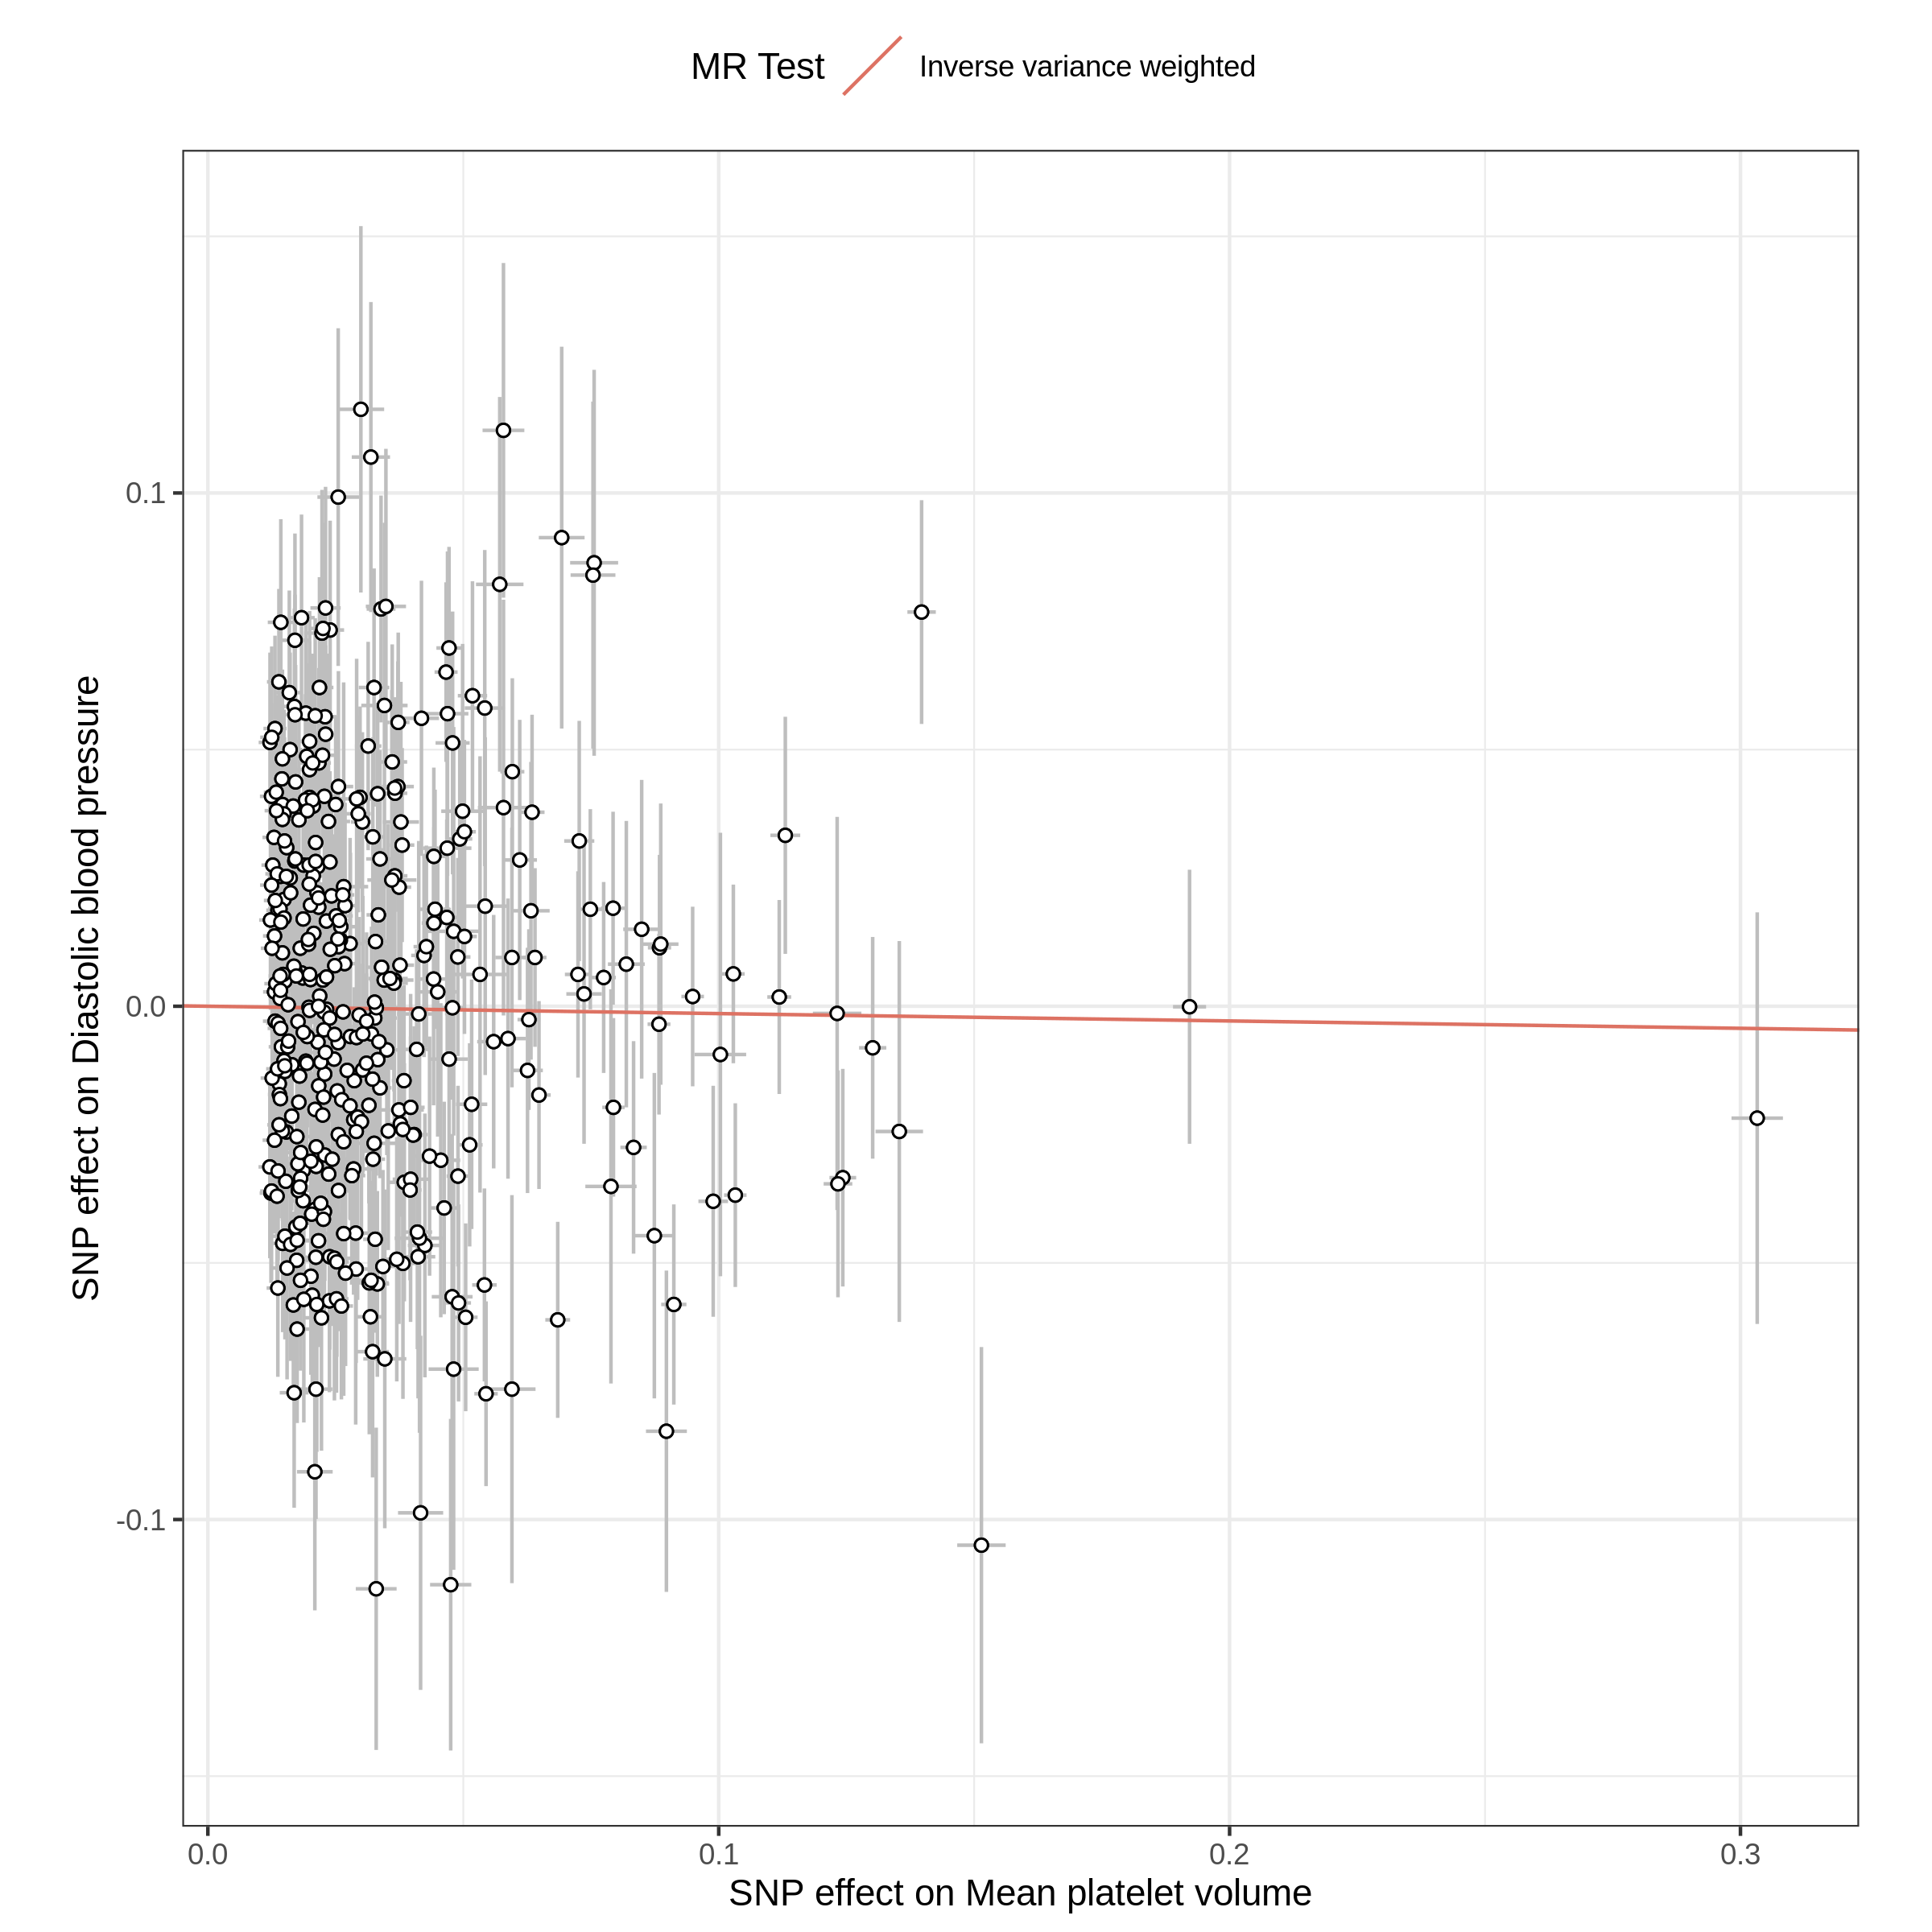 MR Test Inverse variance weighted
SNP effect on Diastolic blood pressure
0.1
0.0
-0.1
0.0 0.1 0.2 0.3
SNP effect on Mean platelet volume